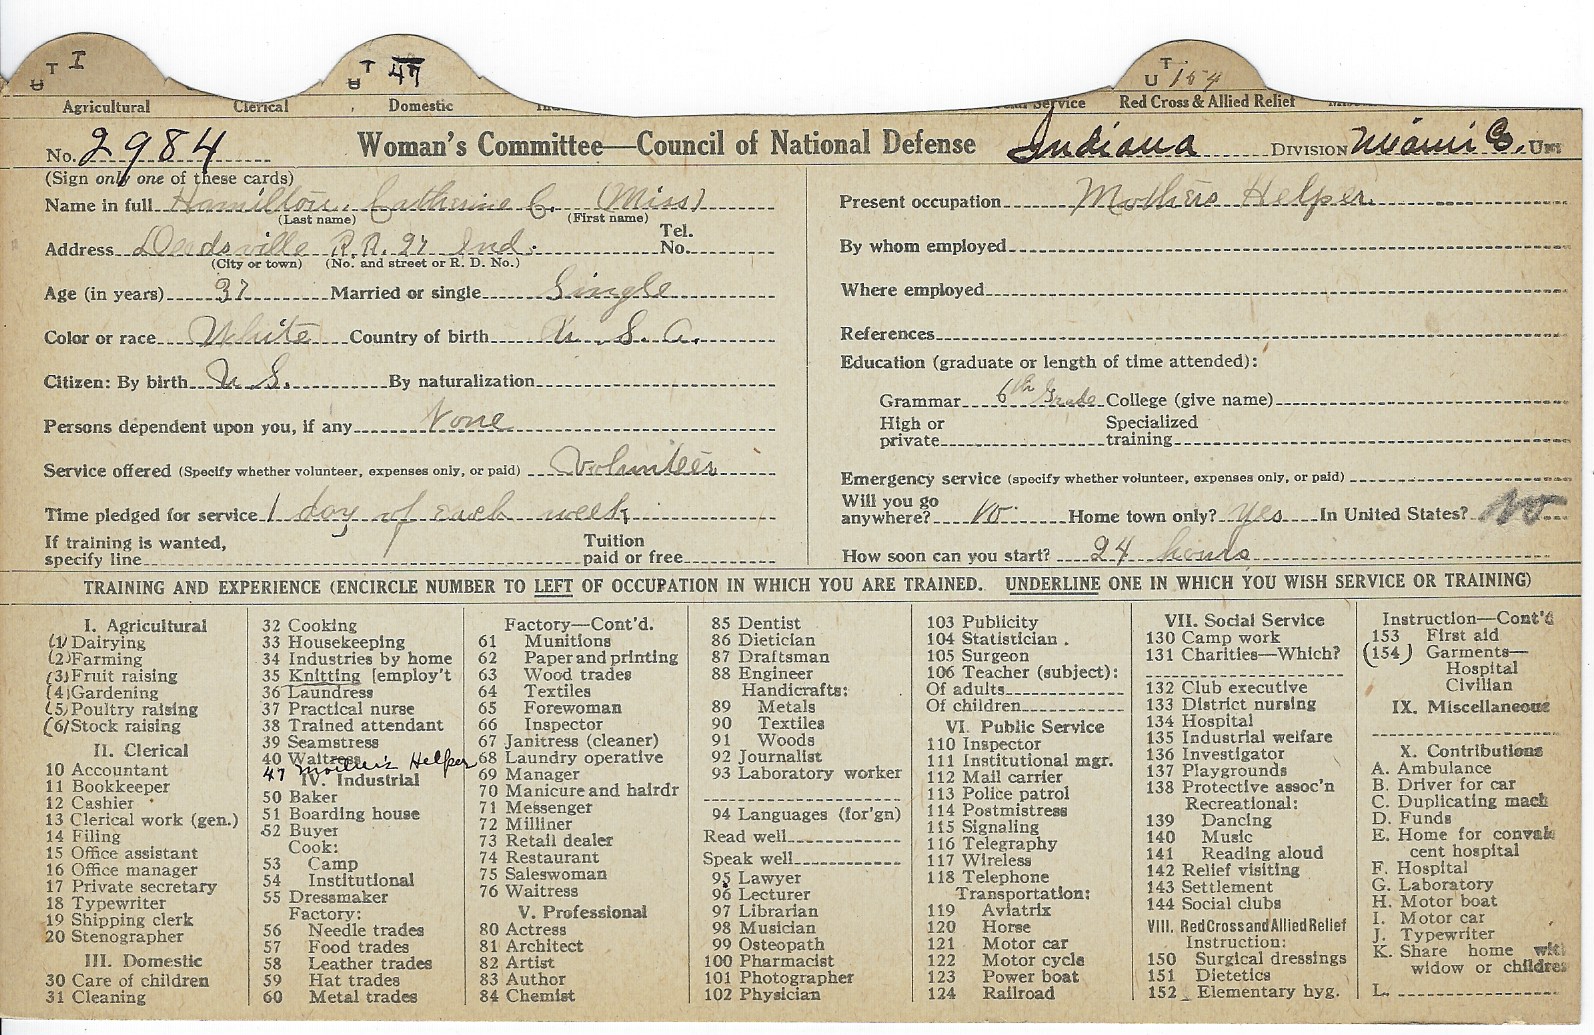 U T I
U T 47
U T 154
Agricultural Clerical Domestic Service Red Cross & Allied Relief
No. 2984 Woman's Committee—Council of National Defense Indiana DIVISION Miami Co. Unit
(Sign only one of these cards)
Name in full Hamilton, Catherine C. (Miss)
(Last name) (First name)
Address Deedsville R.R. 27 Ind. Tel. No.
(City or town) (No. and street or R. D. No.)
Age (in years) 37 Married or single Single
Color or race White Country of birth U. S. A.
Citizen: By birth U S. By naturalization
Persons dependent upon you, if any None
Service offered (Specify whether volunteer, expenses only, or paid) Volunteer
Time pledged for service 1 day of each week
If training is wanted, specify line Tuition paid or free
Present occupation Mothers Helper.
By whom employed
Where employed
References
Education (graduate or length of time attended):
Grammar 6th Grade College (give name)
High or private Specialized training
Emergency service (specify whether volunteer, expenses only, or paid)
Will you go anywhere? No. Home town only? Yes In United States? No
How soon can you start? 24 hours
TRAINING AND EXPERIENCE (ENCIRCLE NUMBER TO LEFT OF OCCUPATION IN WHICH YOU ARE TRAINED. UNDERLINE ONE IN WHICH YOU WISH SERVICE OR TRAINING)
I. Agricultural
(1) Dairying
(2) Farming
(3) Fruit raising
(4) Gardening
(5) Poultry raising
(6) Stock raising
II. Clerical
10 Accountant
11 Bookkeeper
12 Cashier
13 Clerical work (gen.)
14 Filing
15 Office assistant
16 Office manager
17 Private secretary
18 Typewriter
19 Shipping clerk
20 Stenographer
III. Domestic
30 Care of children
31 Cleaning
32 Cooking
33 Housekeeping
34 Industries by home
35 Knitting [employ't
36 Laundress
37 Practical nurse
38 Trained attendant
39 Seamstress
40 Waitress
47 Mother's Helper
IV. Industrial
50 Baker
51 Boarding house
52 Buyer
Cook:
53 Camp
54 Institutional
55 Dressmaker
Factory:
56 Needle trades
57 Food trades
58 Leather trades
59 Hat trades
60 Metal trades
Factory—Cont'd.
61 Munitions
62 Paper and printing
63 Wood trades
64 Textiles
65 Forewoman
66 Inspector
67 Janitress (cleaner)
68 Laundry operative
69 Manager
70 Manicure and hairdr
71 Messenger
72 Milliner
73 Retail dealer
74 Restaurant
75 Saleswoman
76 Waitress
V. Professional
80 Actress
81 Architect
82 Artist
83 Author
84 Chemist
85 Dentist
86 Dietician
87 Draftsman
88 Engineer
Handicrafts:
89 Metals
90 Textiles
91 Woods
92 Journalist
93 Laboratory worker
94 Languages (for'gn)
Read well
Speak well
95 Lawyer
96 Lecturer
97 Librarian
98 Musician
99 Osteopath
100 Pharmacist
101 Photographer
102 Physician
103 Publicity
104 Statistician
105 Surgeon
106 Teacher (subject):
Of adults
Of children
VI. Public Service
110 Inspector
111 Institutional mgr.
112 Mail carrier
113 Police patrol
114 Postmistress
115 Signaling
116 Telegraphy
117 Wireless
118 Telephone
Transportation:
119 Aviatrix
120 Horse
121 Motor car
122 Motor cycle
123 Power boat
124 Railroad
VII. Social Service
130 Camp work
131 Charities—Which?
132 Club executive
133 District nursing
134 Hospital
135 Industrial welfare
136 Investigator
137 Playgrounds
138 Protective assoc'n
Recreational:
139 Dancing
140 Music
141 Reading aloud
142 Relief visiting
143 Settlement
144 Social clubs
VIII. Red Cross and Allied Relief
Instruction:
150 Surgical dressings
151 Dietetics
152 Elementary hyg.
Instruction—Cont'd
153 First aid
(154) Garments—
Hospital
Civilian
IX. Miscellaneous
X. Contributions
A. Ambulance
B. Driver for car
C. Duplicating mach
D. Funds
E. Home for convales
cent hospital
F. Hospital
G. Laboratory
H. Motor boat
I. Motor car
J. Typewriter
K. Share home with
widow or children
L.